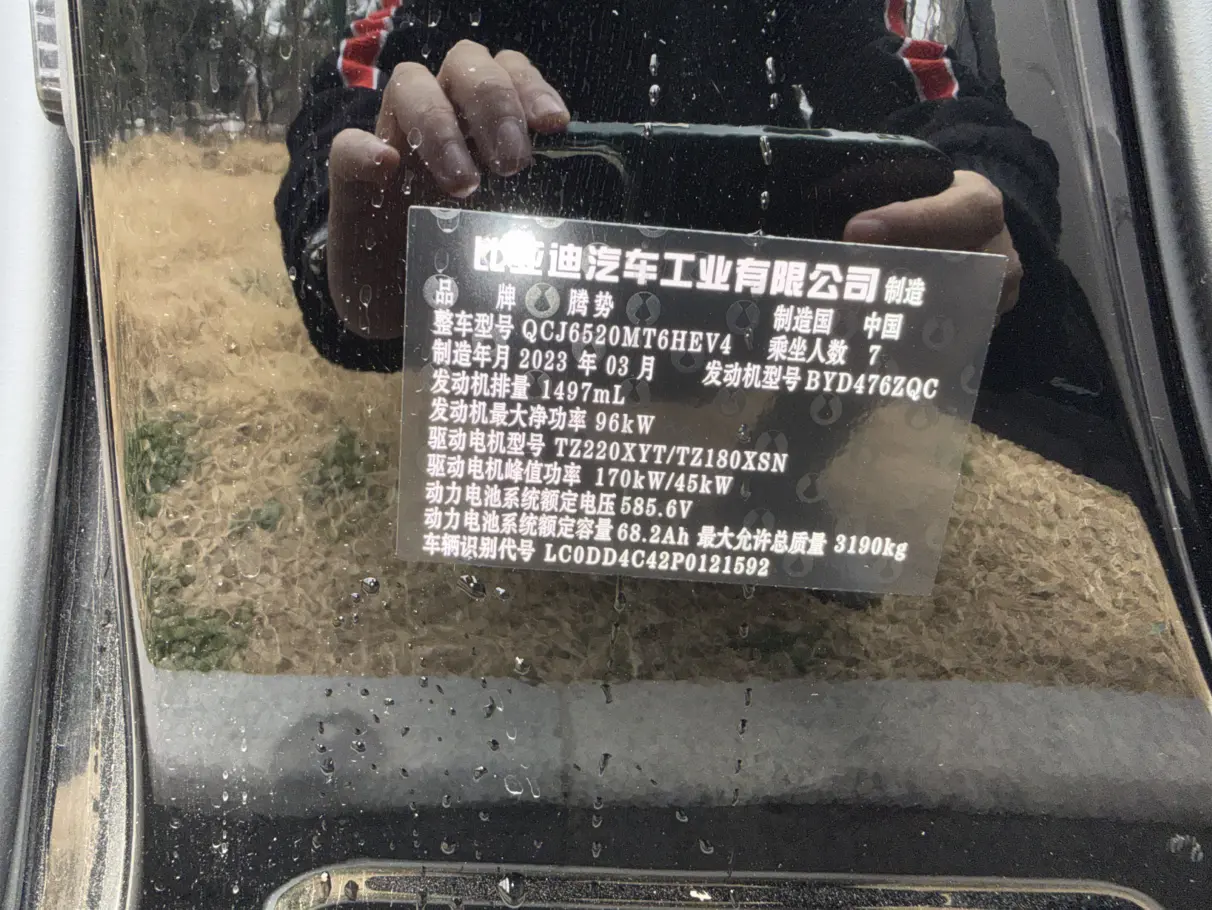 比亚迪汽车工业有限公司 制造
品 牌 腾势 制造国 中国
整车型号 QCJ6520MT6HEV4 乘坐人数 7
制造年月 2023 年 03 月 发动机型号 BYD476ZQC
发动机排量 1497mL
发动机最大净功率 96kW
驱动电机型号 TZ220XYT/TZ180XSN
驱动电机峰值功率 170kW/45kW
动力电池系统额定电压 585.6V
动力电池系统额定容量 68.2Ah 最大允许总质量 3190kg
车辆识别代号 LC0DD4C42P0121592